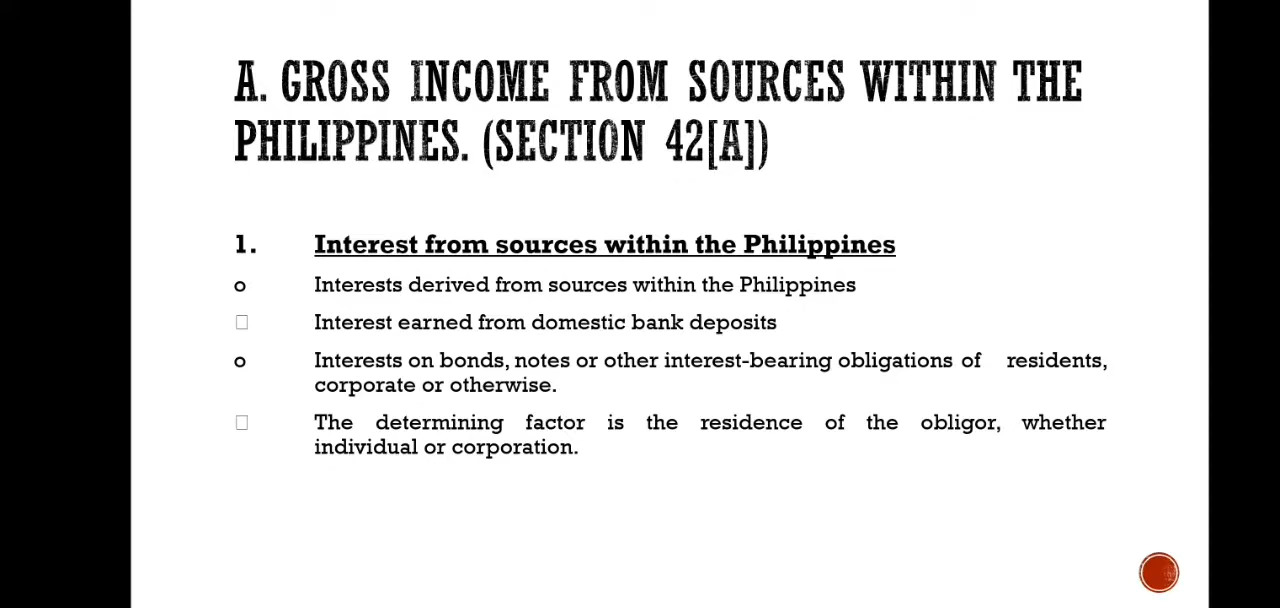 A. GROSS INCOME FROM SOURCES WITHIN THE
PHILIPPINES. (SECTION 42[A])
1. Interest from sources within the Philippines
o Interests derived from sources within the Philippines
□ Interest earned from domestic bank deposits
o Interests on bonds, notes or other interest-bearing obligations of residents,
corporate or otherwise.
□ The determining factor is the residence of the obligor, whether
individual or corporation.